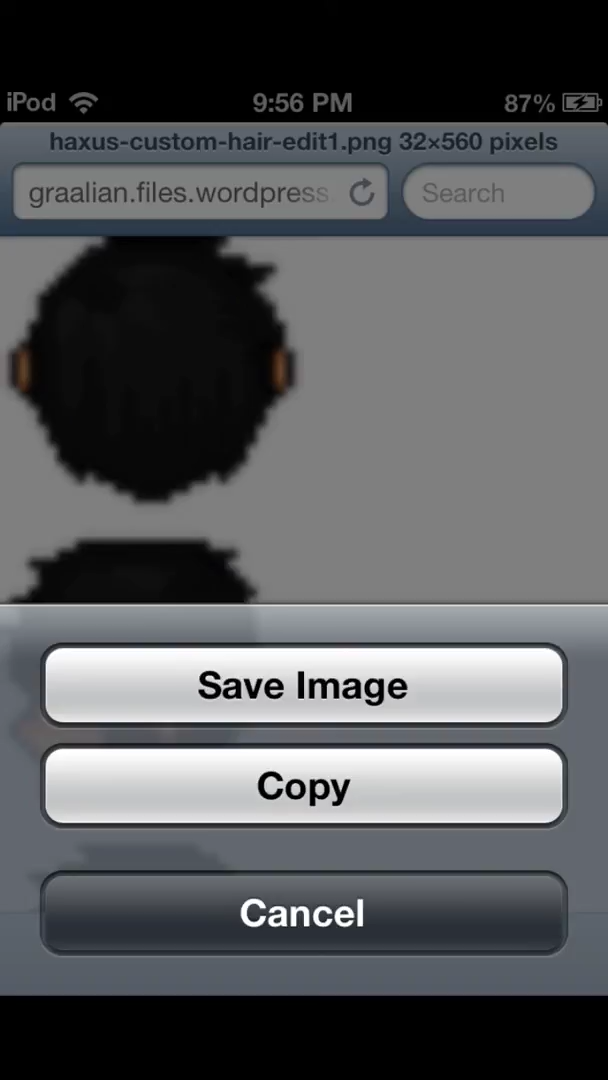 iPod 9:56 PM 87%
haxus-custom-hair-edit1.png 32×560 pixels
graalian.files.wordpress Search
Save Image
Copy
Cancel